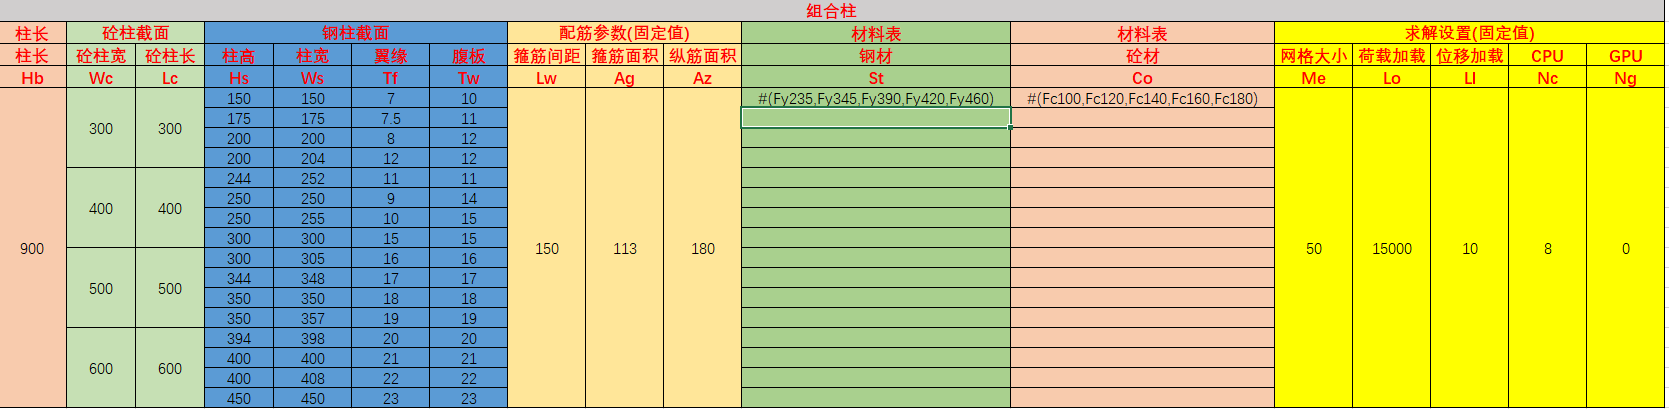 组合柱
柱长 砼柱截面 钢柱截面 配筋参数(固定值) 材料表 材料表 求解设置(固定值)
柱长 砼柱宽 砼柱长 柱高 柱宽 翼缘 腹板 箍筋间距 箍筋面积 纵筋面积 钢材 砼材 网格大小 荷载加载 位移加载 CPU GPU
Hb Wc Lc Hs Ws Tf Tw Lw Ag Az St Co Me Lo Ll Nc Ng
150 150 7 10 #(Fy235,Fy345,Fy390,Fy420,Fy460) #(Fc100,Fc120,Fc140,Fc160,Fc180)
175 175 7.5 11
300 300
200 200 8 12
200 204 12 12
244 252 11 11
250 250 9 14
400 400
250 255 10 15
300 300 15 15
900 150 113 180 50 15000 10 8 0
300 305 16 16
344 348 17 17
500 500
350 350 18 18
350 357 19 19
394 398 20 20
400 400 21 21
600 600
400 408 22 22
450 450 23 23